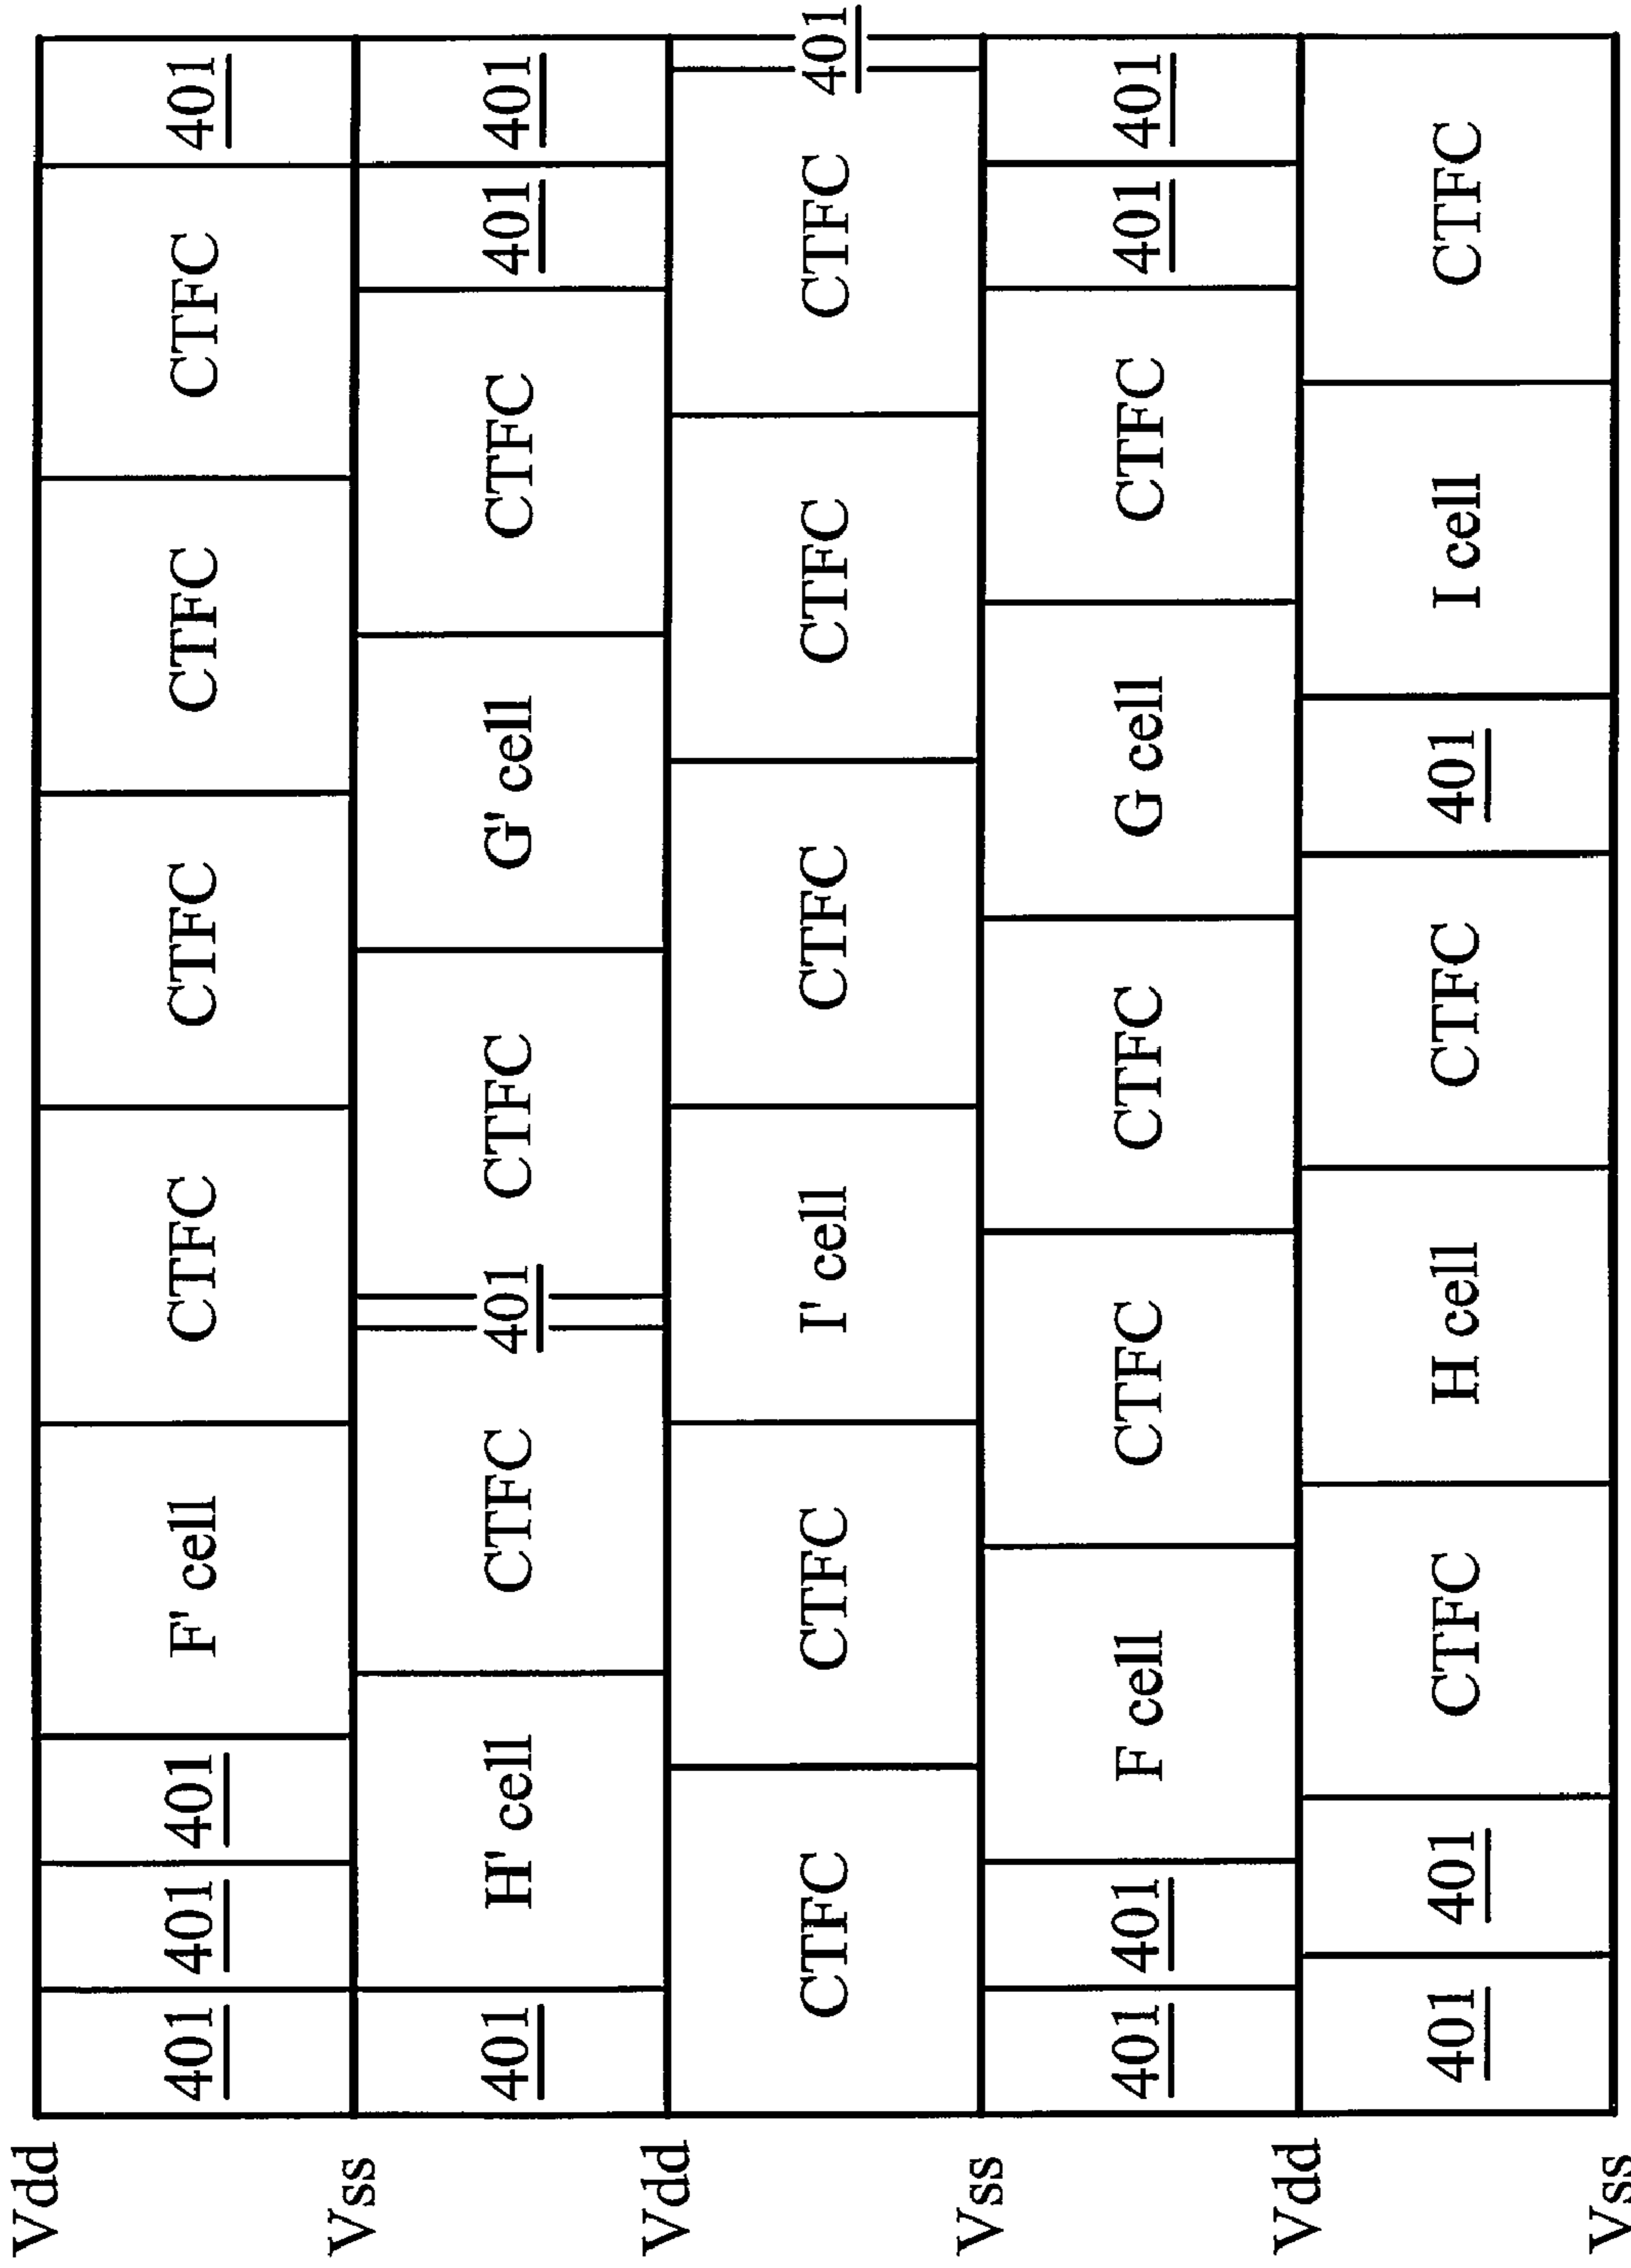 Vdd
401 401 401 F' cell CTFC CTFC CTFC CTFC 401
Vss
401 H' cell CTFC 401 CTFC G' cell CTFC 401 401
Vdd
CTFC CTFC I' cell CTFC CTFC CTFC 401
Vss
401 401 F cell CTFC CTFC G cell CTFC 401 401
Vdd
401 401 CTFC H cell CTFC 401 I cell CTFC
Vss